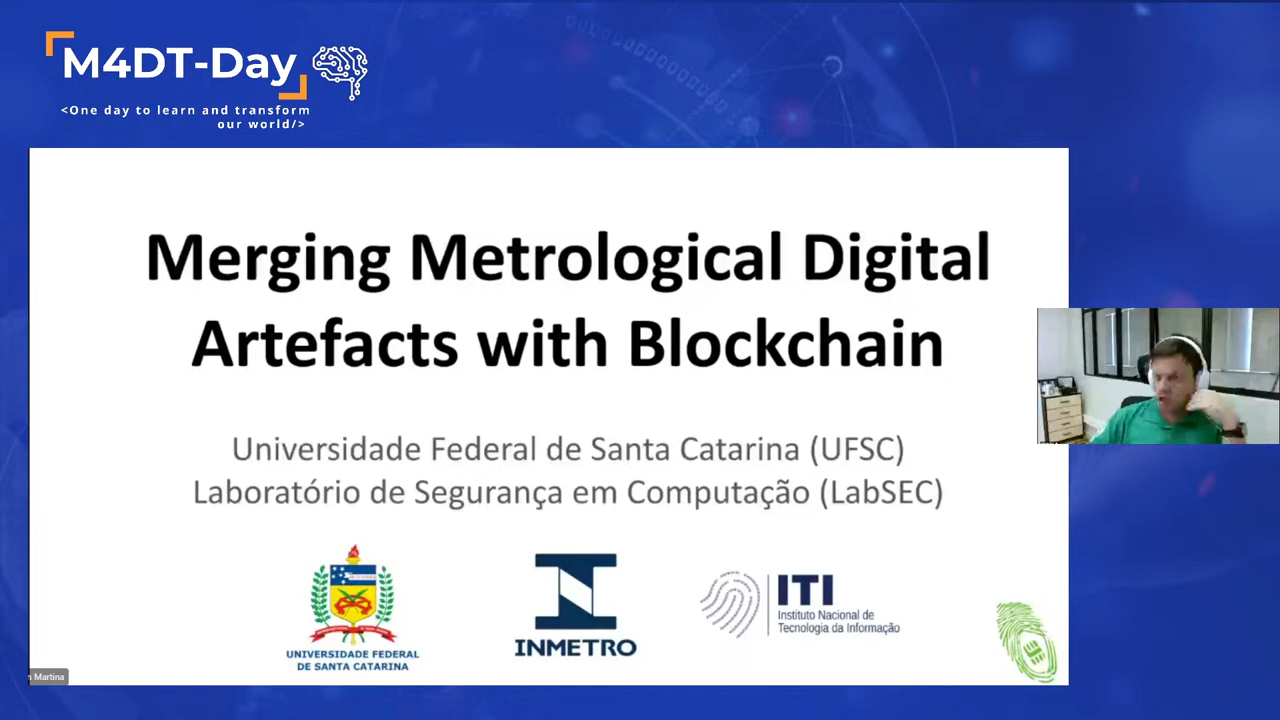 M4DT-Day
<One day to learn and transform
our world/>
Merging Metrological Digital
Artefacts with Blockchain
Universidade Federal de Santa Catarina (UFSC)
Laboratório de Segurança em Computação (LabSEC)
UNIVERSIDADE FEDERAL
DE SANTA CATARINA
INMETRO
ITI
Instituto Nacional de
Tecnologia da Informação
Martina